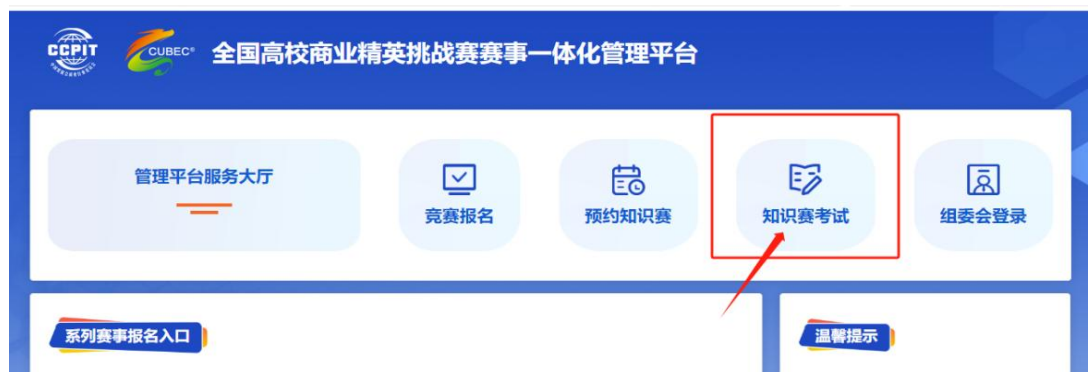 CCPIT
CUBEC®
全国高校商业精英挑战赛赛事一体化管理平台
管理平台服务大厅
竞赛报名
预约知识赛
知识赛考试
组委会登录
系列赛事报名入口
温馨提示